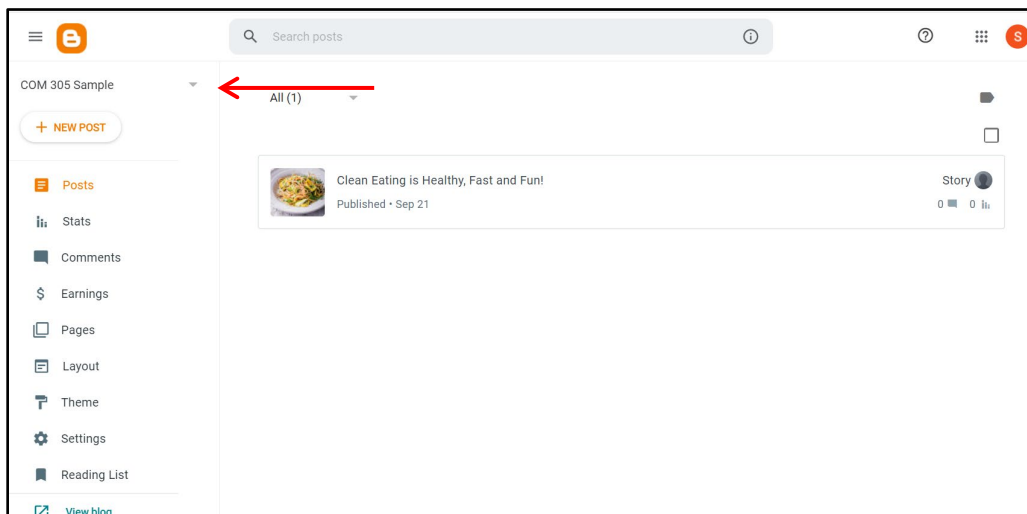 Search posts
S
COM 305 Sample
All (1)
NEW POST
Clean Eating is Healthy, Fast and Fun!
Story
Published • Sep 21
0 0
Posts
Stats
Comments
Earnings
Pages
Layout
Theme
Settings
Reading List
View blog